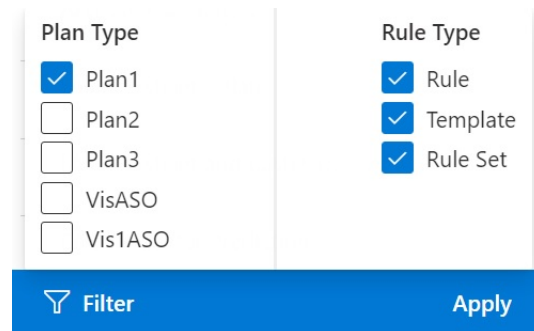 Plan Type
Plan1
Plan2
Plan3
VisASO
Vis1ASO
Rule Type
Rule
Template
Rule Set
Filter
Apply